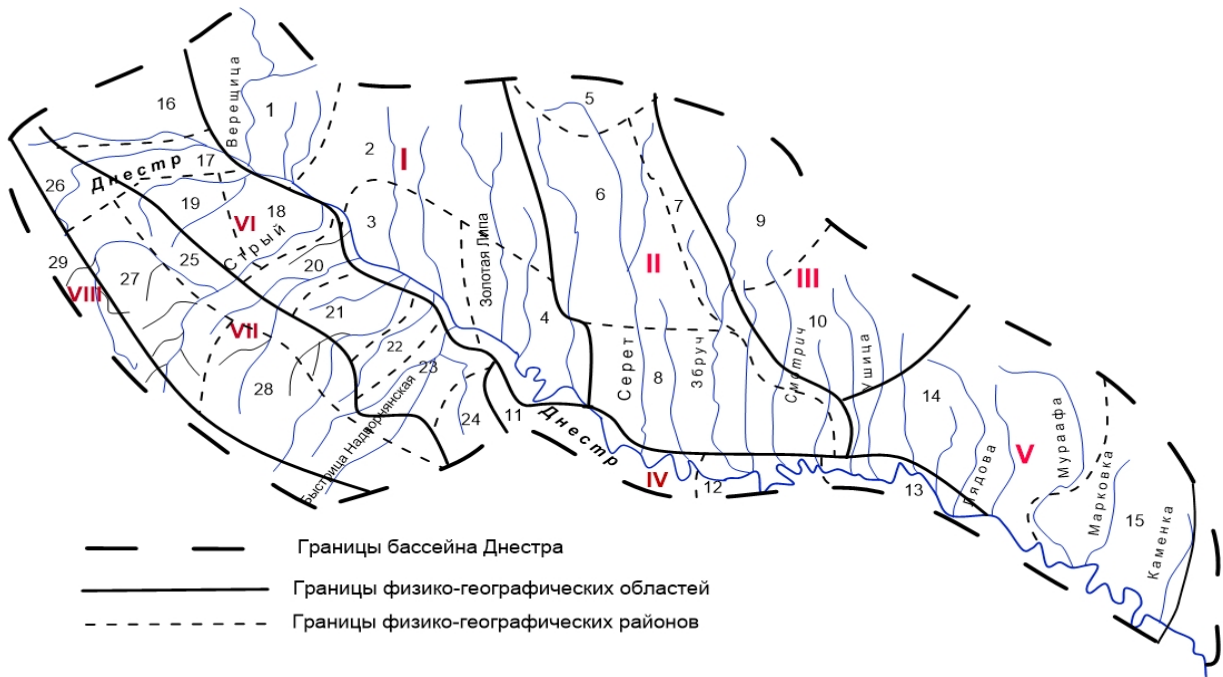 16
Верещица
1
5
2
I
26
Днестр
17
19
VI
18
3
Золотая Липа
6
7
9
II
III
29
VIII
27
25
Стрый
20
21
VII
22
23
28
24
4
Серет
8
Збруч
Смотрич
10
ушица
14
11
Днестр
IV
12
13
Лядова
V
Мураафа
Марковка
15
Каменка
Быстрица Надворнянская
Границы бассейна Днестра
Границы физико-географических областей
Границы физико-географических районов